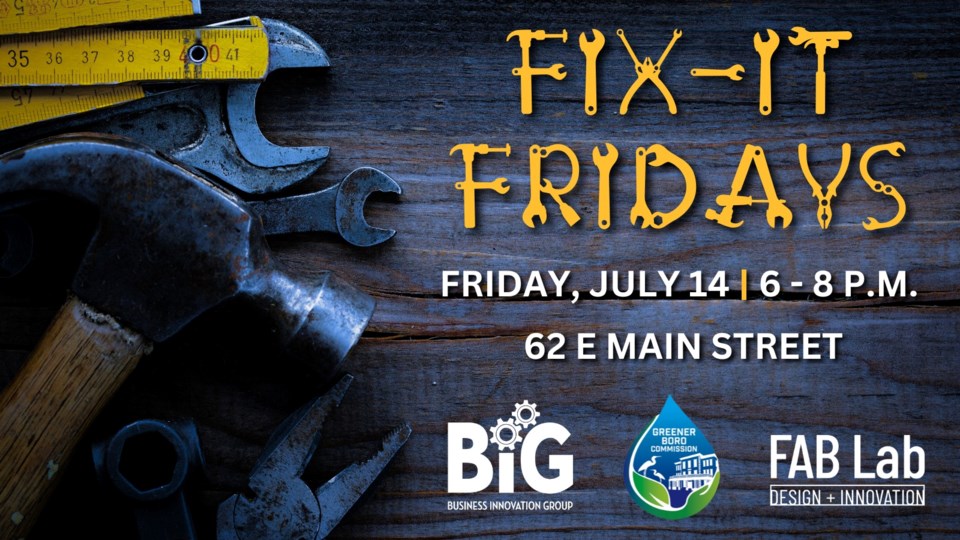 35 36 37 38 39 40 41
45
FIX-IT
FRIDAYS
FRIDAY, JULY 14 | 6 - 8 P.M.
62 E MAIN STREET
BiG
BUSINESS INNOVATION GROUP
GREENER
BORO
COMMISSION
FAB Lab
DESIGN + INNOVATION